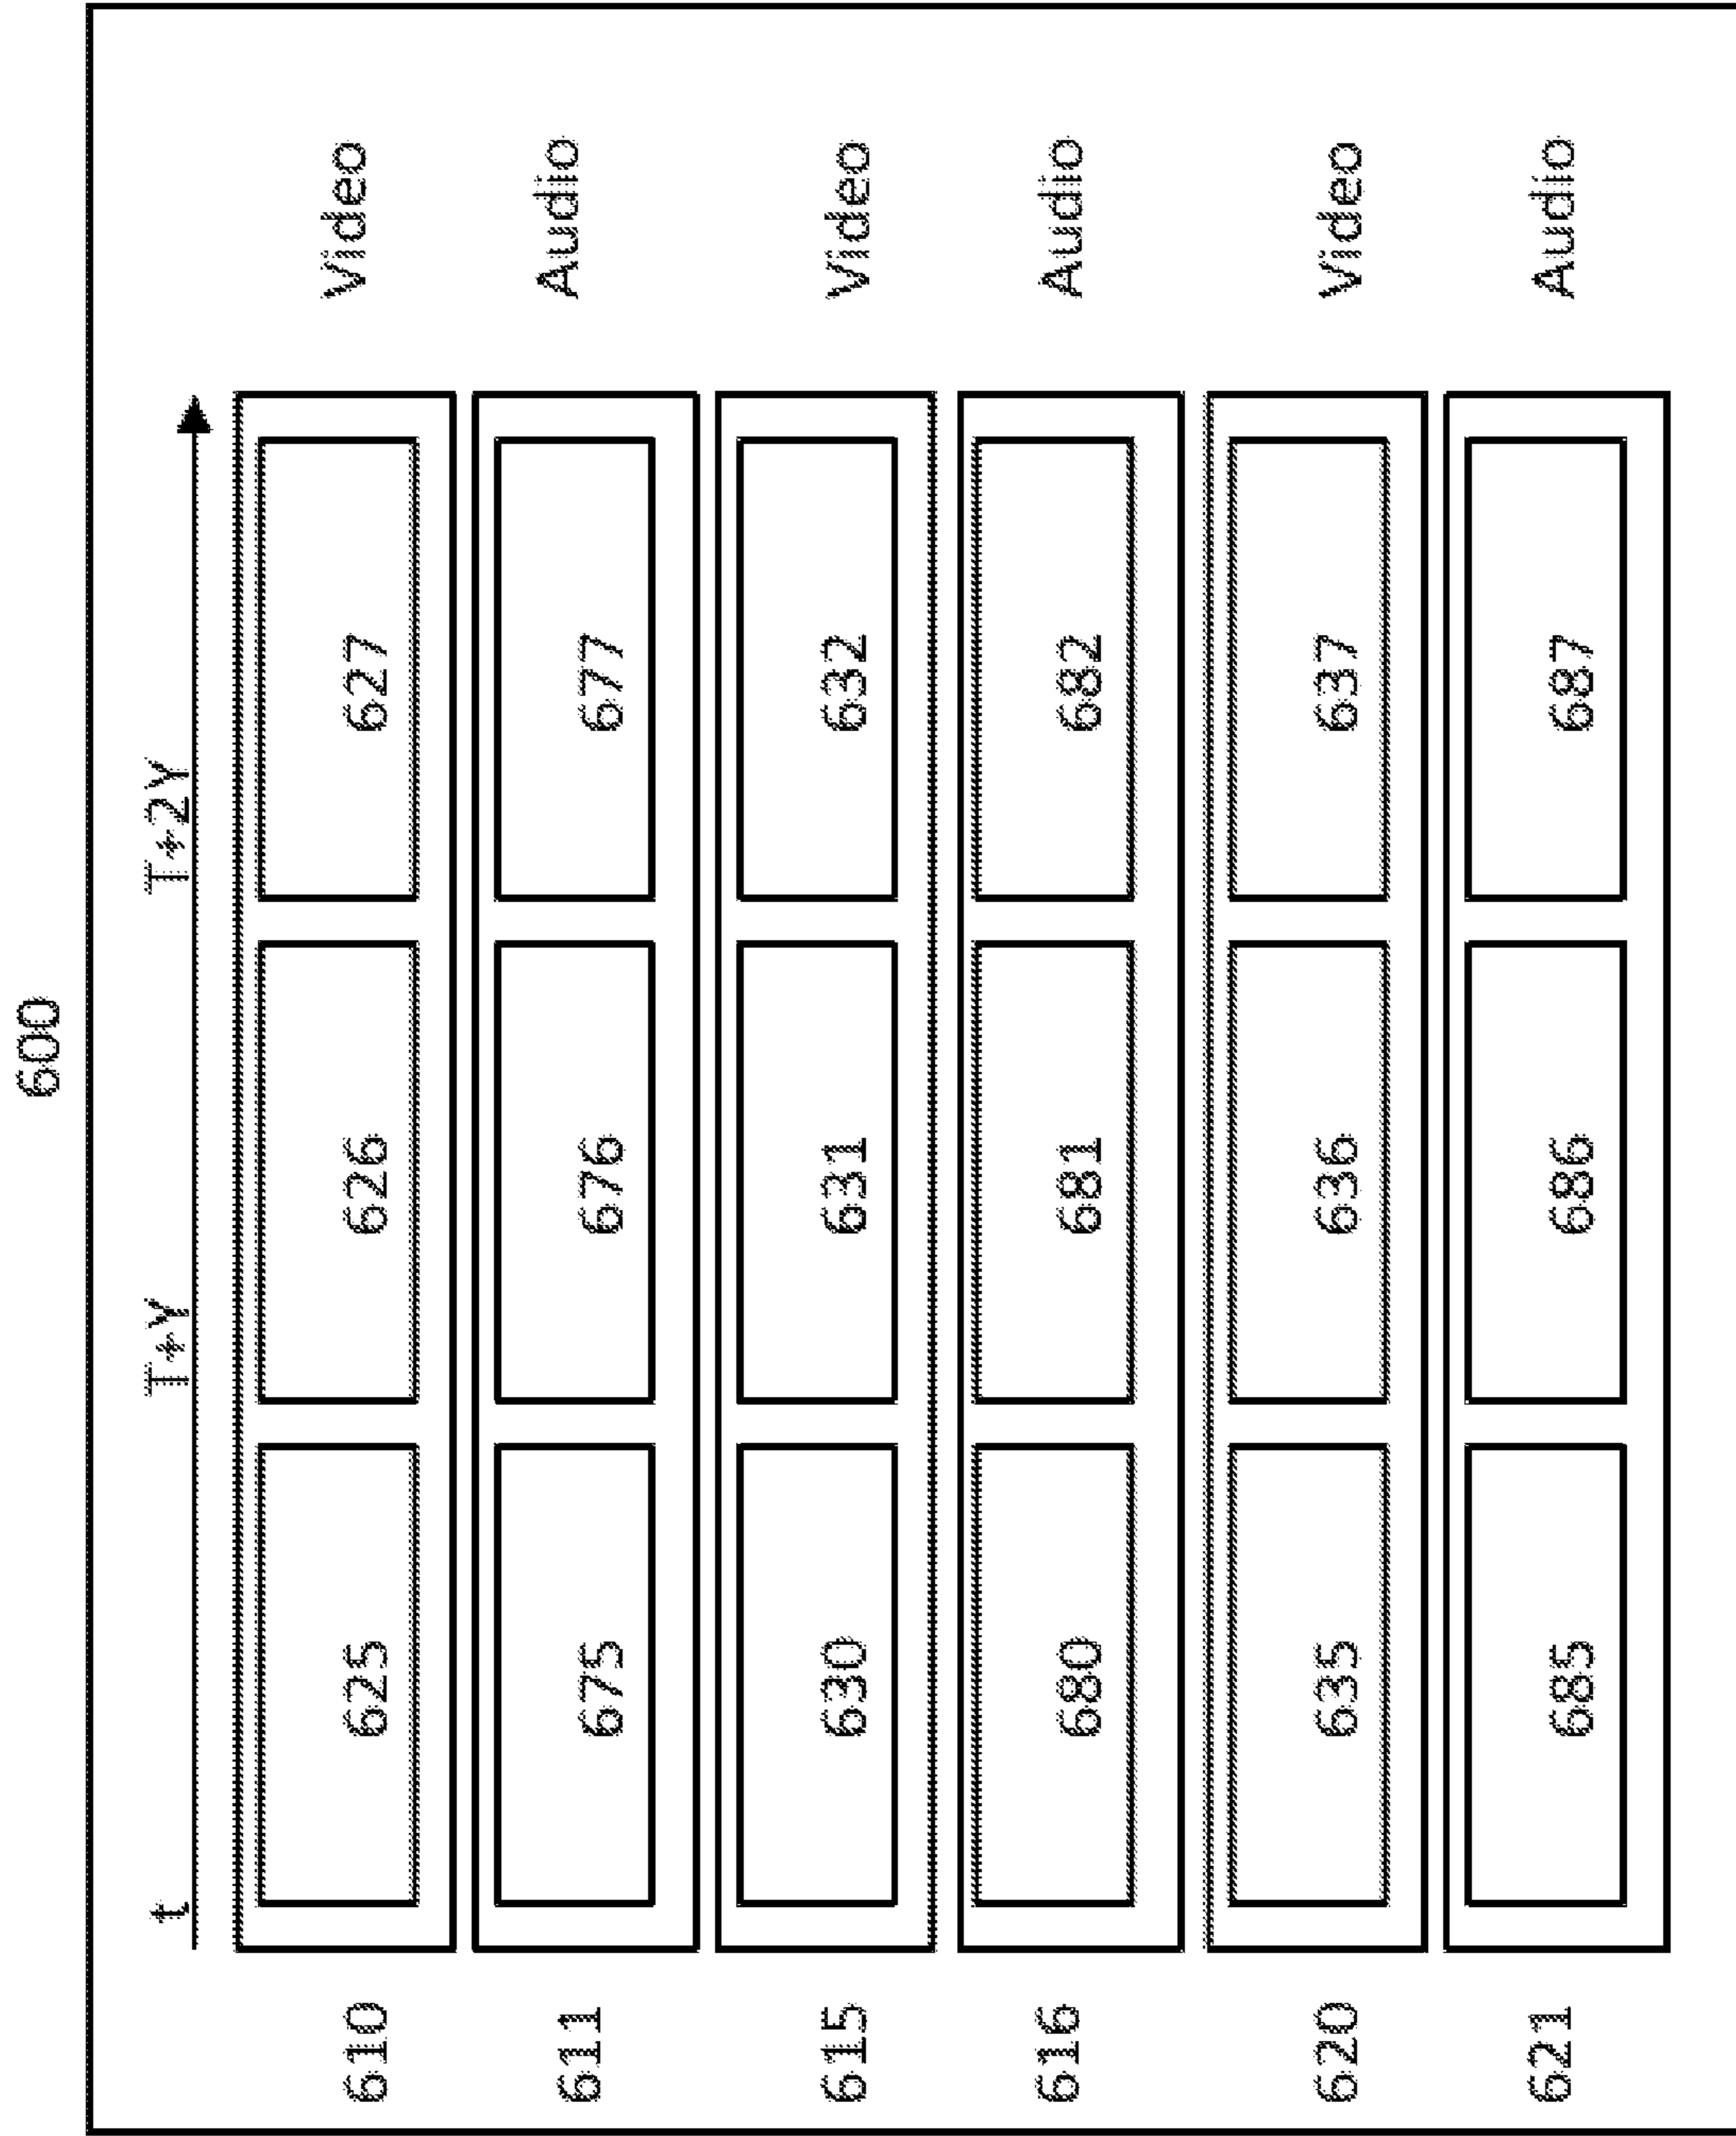 600
t T+Y T+2Y
610 625 626 627 Video
611 675 676 677 Audio
615 630 631 632 Video
616 680 681 682 Audio
620 635 636 637 Video
621 685 686 687 Audio